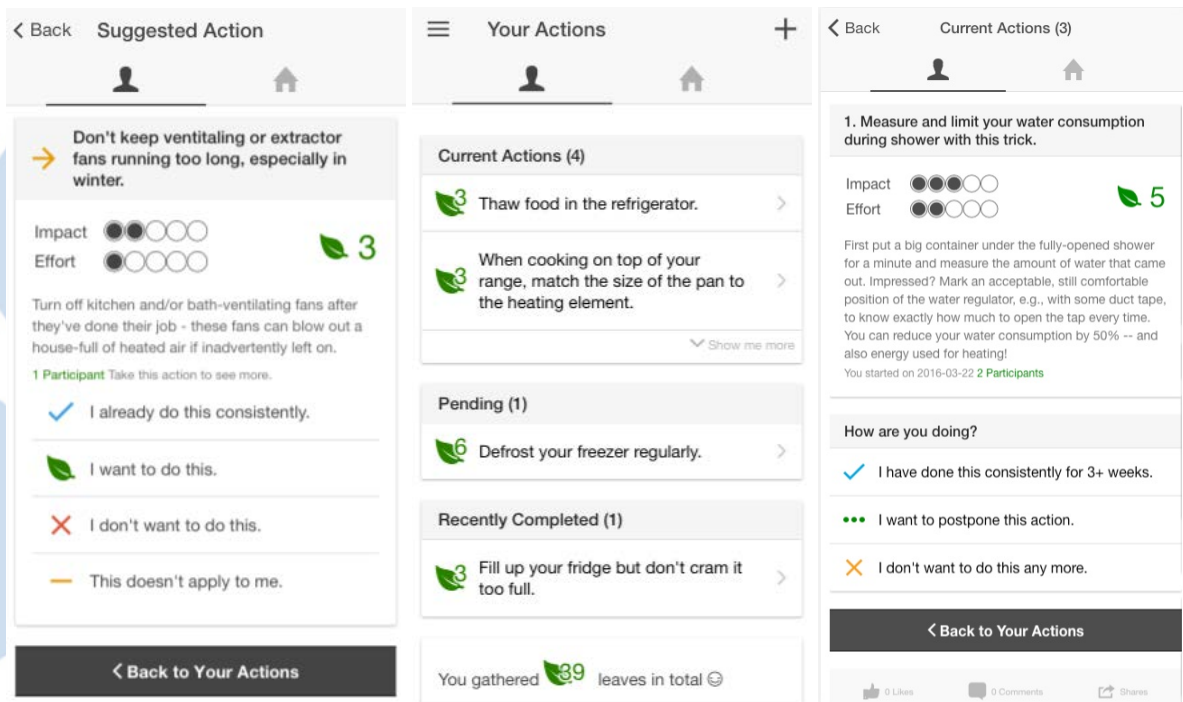 Back Suggested Action
Don't keep ventitaling or extractor
fans running too long, especially in
winter.
Impact
3
Effort
Turn off kitchen and/or bath-ventilating fans after
they've done their job - these fans can blow out a
house-full of heated air if inadvertently left on.
1 Participant Take this action to see more.
I already do this consistently.
I want to do this.
I don't want to do this.
This doesn't apply to me.
Back to Your Actions
Your Actions
Current Actions (4)
3 Thaw food in the refrigerator.
When cooking on top of your
3 range, match the size of the pan to
the heating element.
Show me more
Pending (1)
6 Defrost your freezer regularly.
Recently Completed (1)
3 Fill up your fridge but don't cram it
too full.
You gathered 39 leaves in total
Back Current Actions (3)
1. Measure and limit your water consumption
during shower with this trick.
Impact
5
Effort
First put a big container under the fully-opened shower
for a minute and measure the amount of water that came
out. Impressed? Mark an acceptable, still comfortable
position of the water regulator, e.g., with some duct tape,
to know exactly how much to open the tap every time.
You can reduce your water consumption by 50% -- and
also energy used for heating!
You started on 2016-03-22 2 Participants
How are you doing?
I have done this consistently for 3+ weeks.
I want to postpone this action.
I don't want to do this any more.
Back to Your Actions
0 Likes 0 Comments Shares